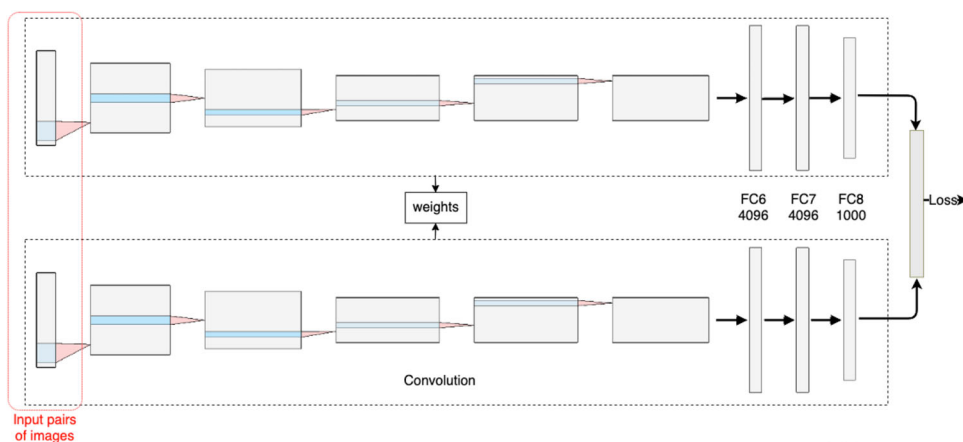 weights
FC6
4096
FC7
4096
FC8
1000
Loss
Convolution
Input pairs
of images